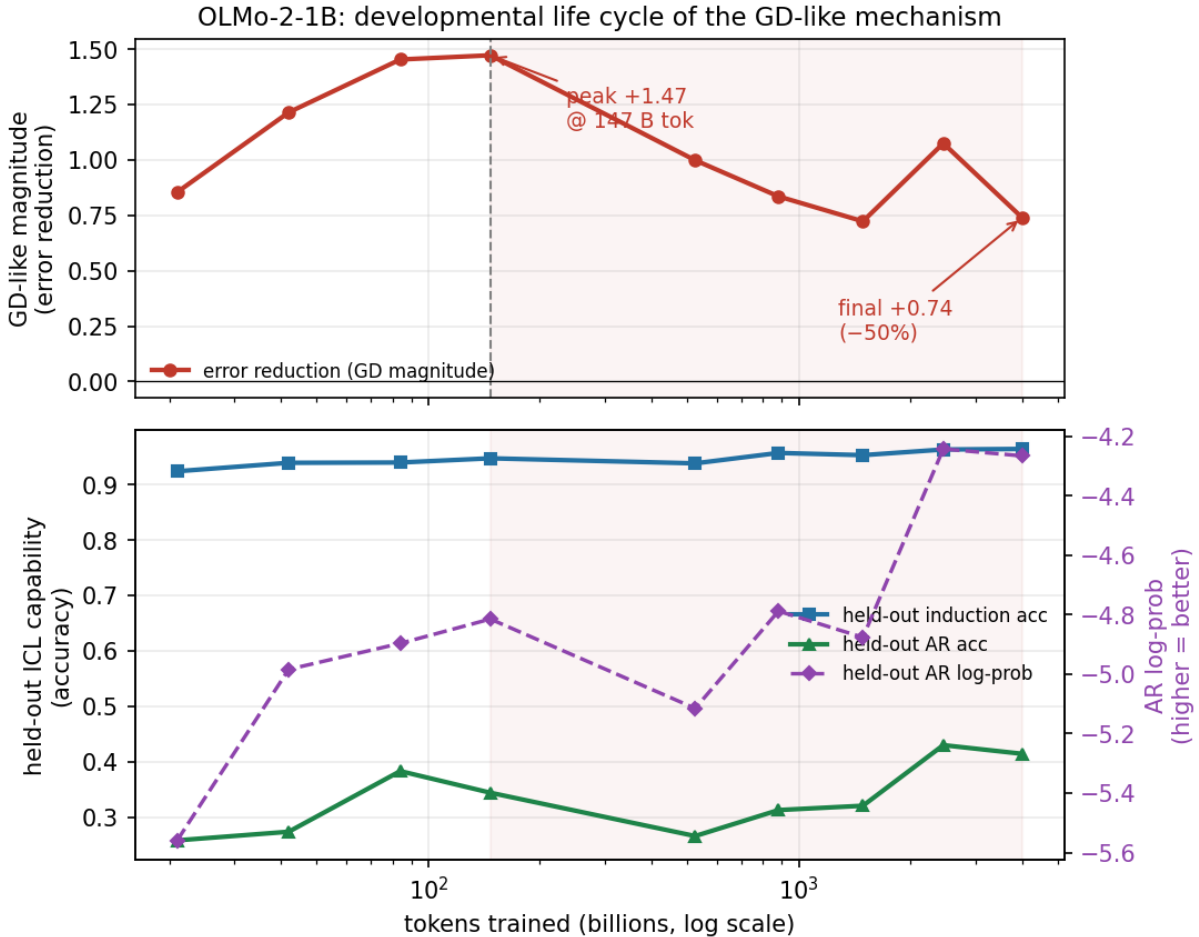 OLMo-2-1B: developmental life cycle of the GD-like mechanism
GD-like magnitude
(error reduction)
1.50
1.25
1.00
0.75
0.50
0.25
0.00
peak +1.47
@ 147 B tok
final +0.74
(−50%)
error reduction (GD magnitude)
held-out ICL capability
(accuracy)
0.9
0.8
0.7
0.6
0.5
0.4
0.3
held-out induction acc
held-out AR acc
held-out AR log-prob
−4.2
−4.4
−4.6
−4.8
−5.0
−5.2
−5.4
−5.6
AR log-prob
(higher = better)
10²
10³
tokens trained (billions, log scale)